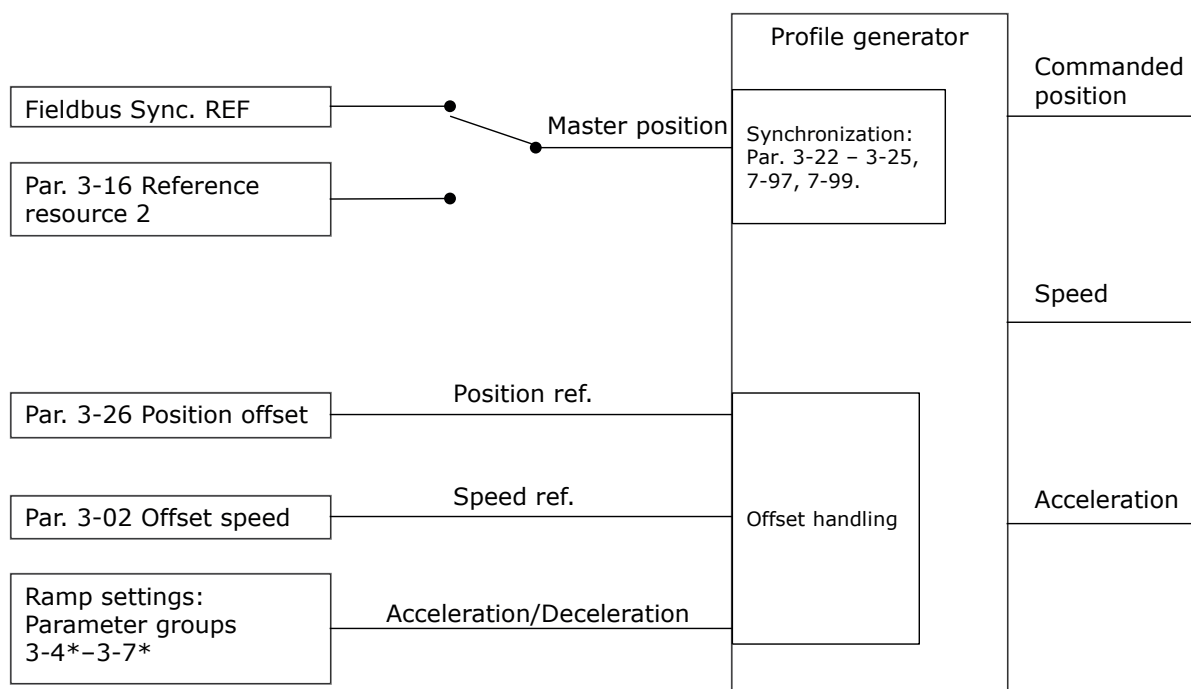 Profile generator
Commanded
position
Fieldbus Sync. REF
Master position
Synchronization:
Par. 3-22 – 3-25,
7-97, 7-99.
Par. 3-16 Reference
resource 2
Speed
Par. 3-26 Position offset
Position ref.
Par. 3-02 Offset speed
Speed ref.
Offset handling
Acceleration
Ramp settings:
Parameter groups
3-4*–3-7*
Acceleration/Deceleration